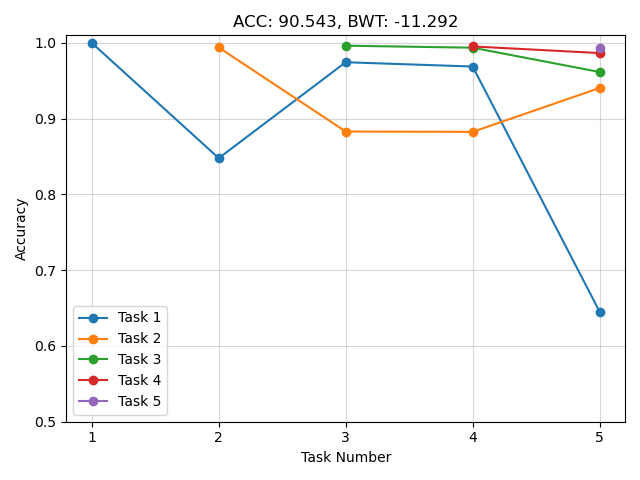 ACC: 90.543, BWT: -11.292
1.0
0.9
0.8
0.7
0.6
0.5
Accuracy
Task 1
Task 2
Task 3
Task 4
Task 5
1 2 3 4 5
Task Number